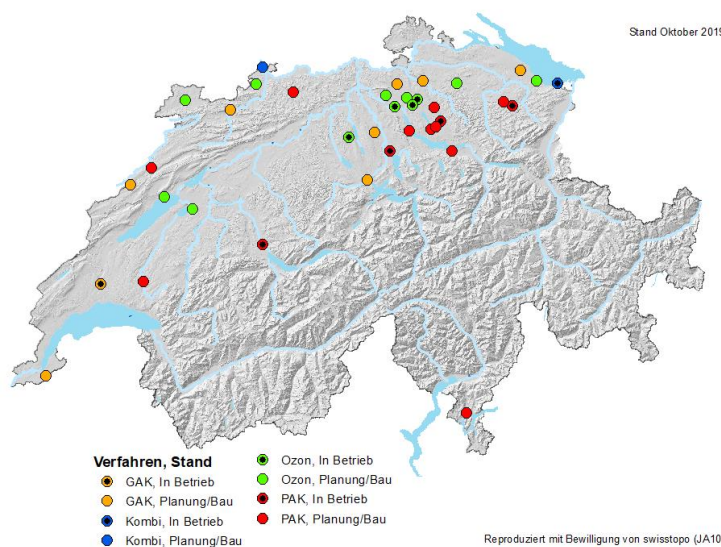 Stand Oktober 2019
Verfahren, Stand
GAK, In Betrieb
GAK, Planung/Bau
Kombi, In Betrieb
Kombi, Planung/Bau
Ozon, In Betrieb
Ozon, Planung/Bau
PAK, In Betrieb
PAK, Planung/Bau
Reproduziert mit Bewilligung von swisstopo (JA10